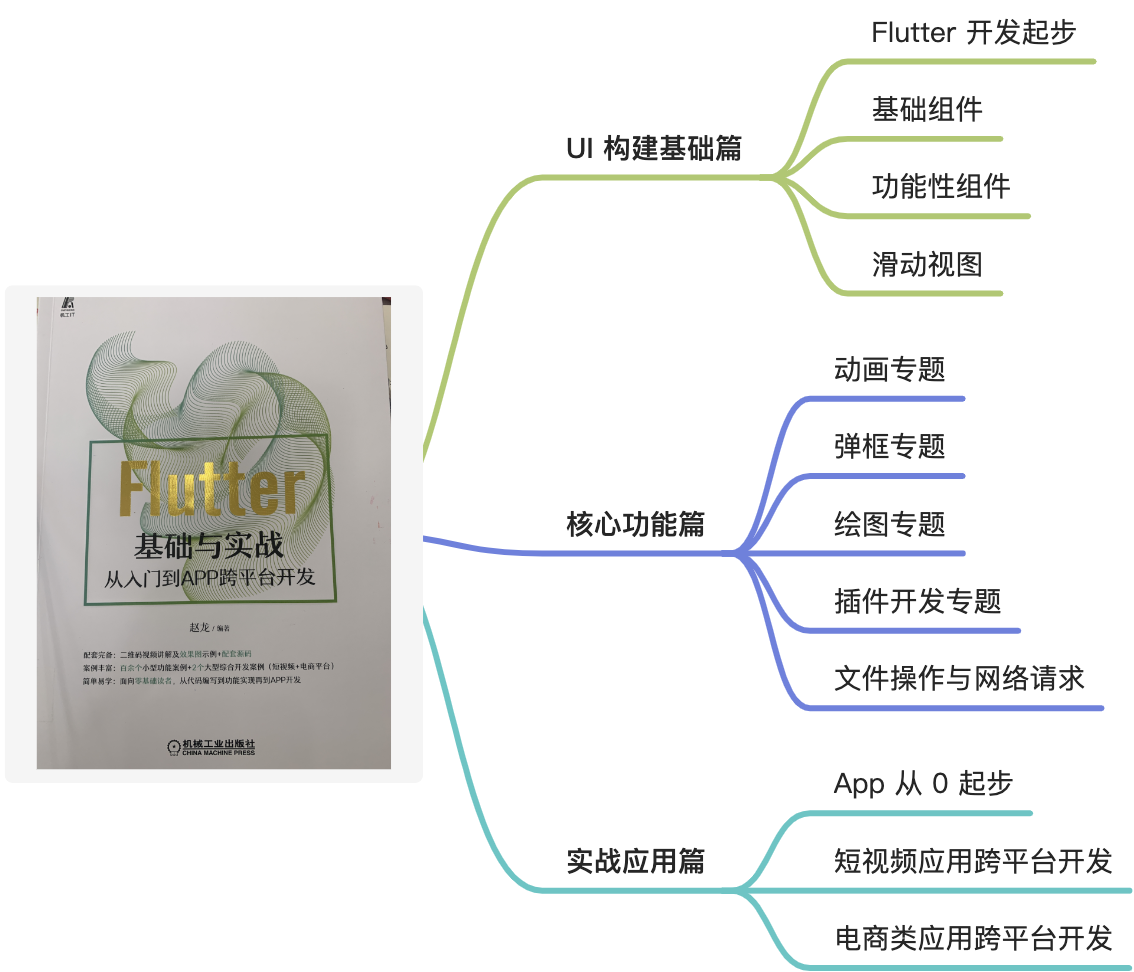 机工IT
Flutter
基础与实战
从入门到APP跨平台开发
赵龙 / 编著
配套完备：二维码视频讲解及效果图示例+配套源码
案例丰富：百余个小型功能案例+2个大型综合开发案例（短视频+电商平台）
简单易学：面向零基础读者，从代码编写到功能实现再到APP开发
机械工业出版社
CHINA MACHINE PRESS
UI 构建基础篇
Flutter 开发起步
基础组件
功能性组件
滑动视图
核心功能篇
动画专题
弹框专题
绘图专题
插件开发专题
文件操作与网络请求
实战应用篇
App 从 0 起步
短视频应用跨平台开发
电商类应用跨平台开发